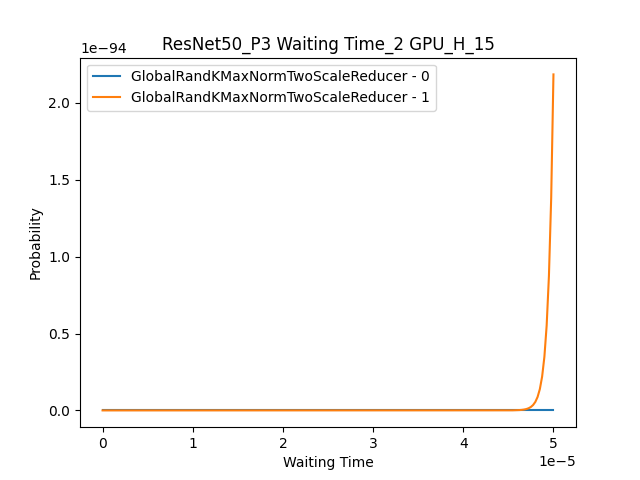 ResNet50_P3 Waiting Time_2 GPU_H_15
1e−94
GlobalRandKMaxNormTwoScaleReducer - 0
GlobalRandKMaxNormTwoScaleReducer - 1
2.0
1.5
1.0
0.5
0.0
Probability
0 1 2 3 4 5
1e−5
Waiting Time